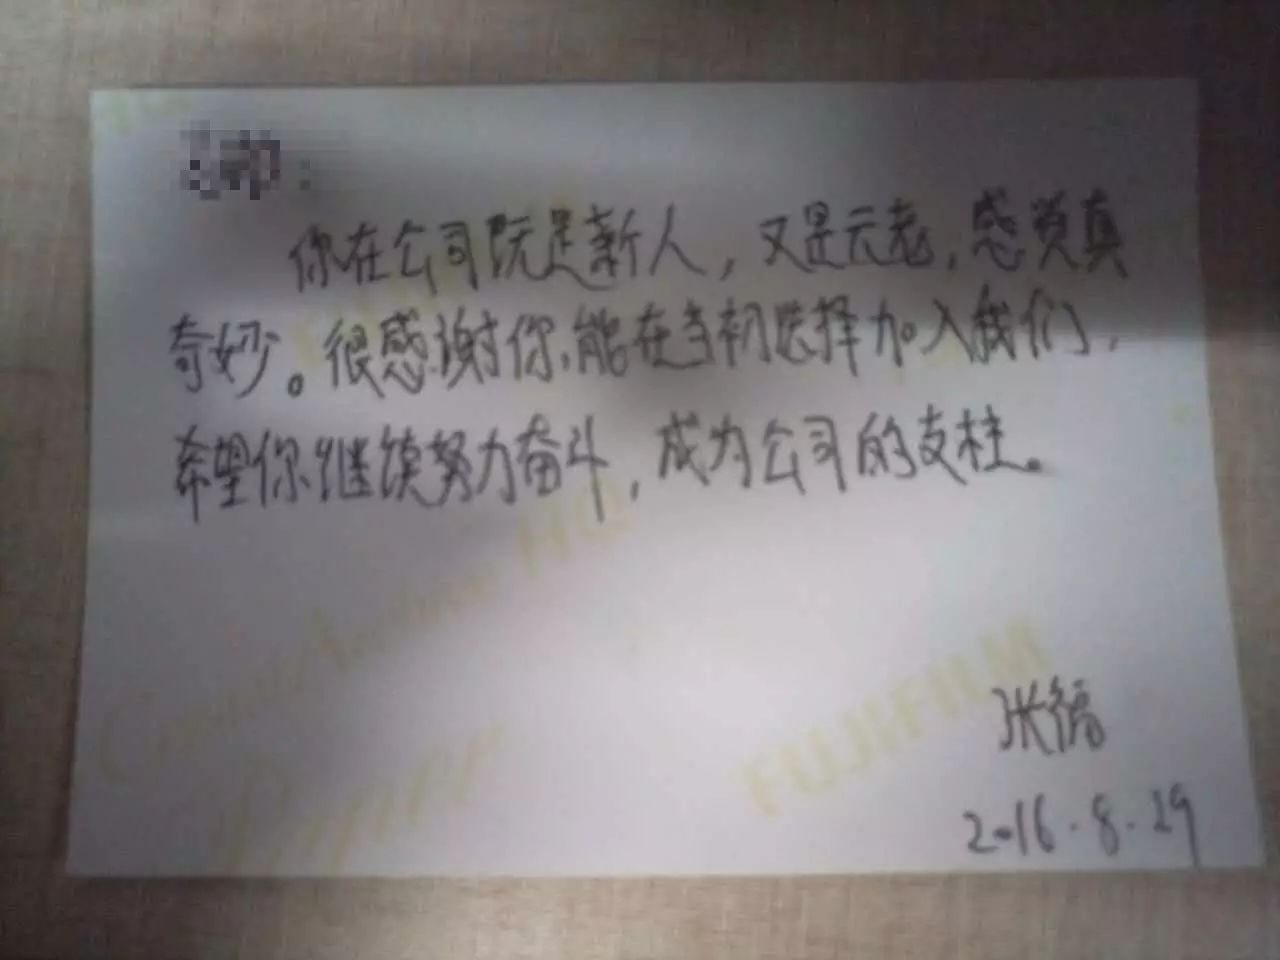 你在公司既是新人，又是元老，感觉真
奇妙。很感谢你,能在当初选择加入我们，
希望你继续努力奋斗，成为公司的支柱。
张
2016.8.29
FUJIFILM